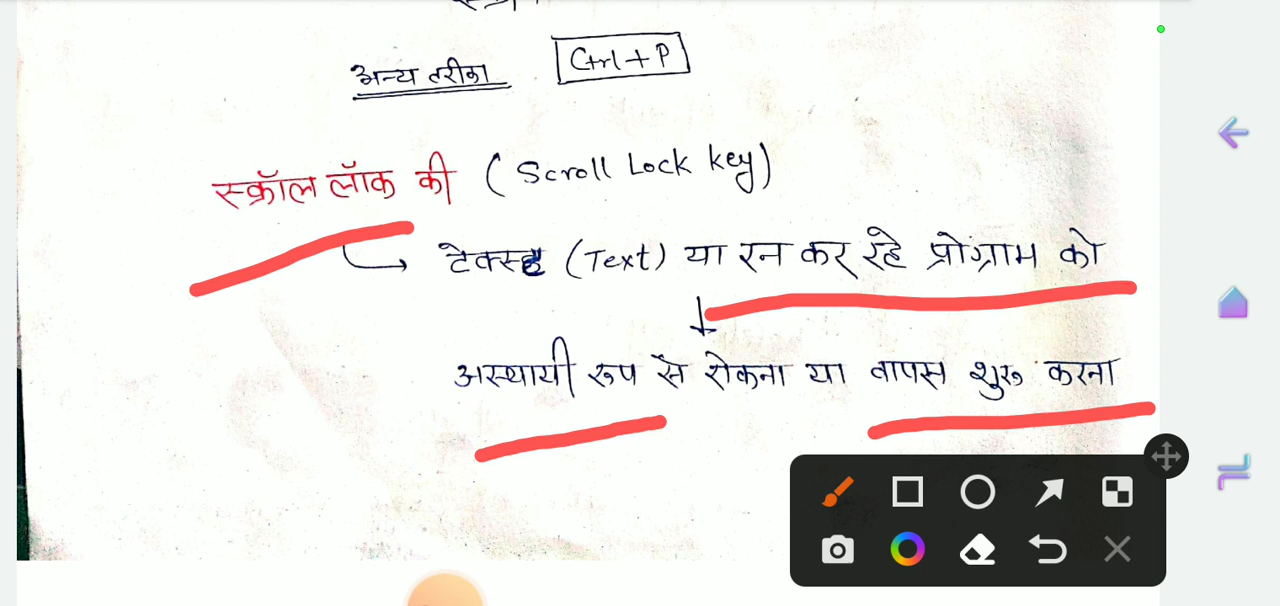 अन्य तरीका Ctrl+P
स्क्रॉल लॉक की (Scroll Lock key)
टेक्स्ट (Text) या रन कर रहे प्रोग्राम को
अस्थायी रूप से रोकना या वापस शुरू करना